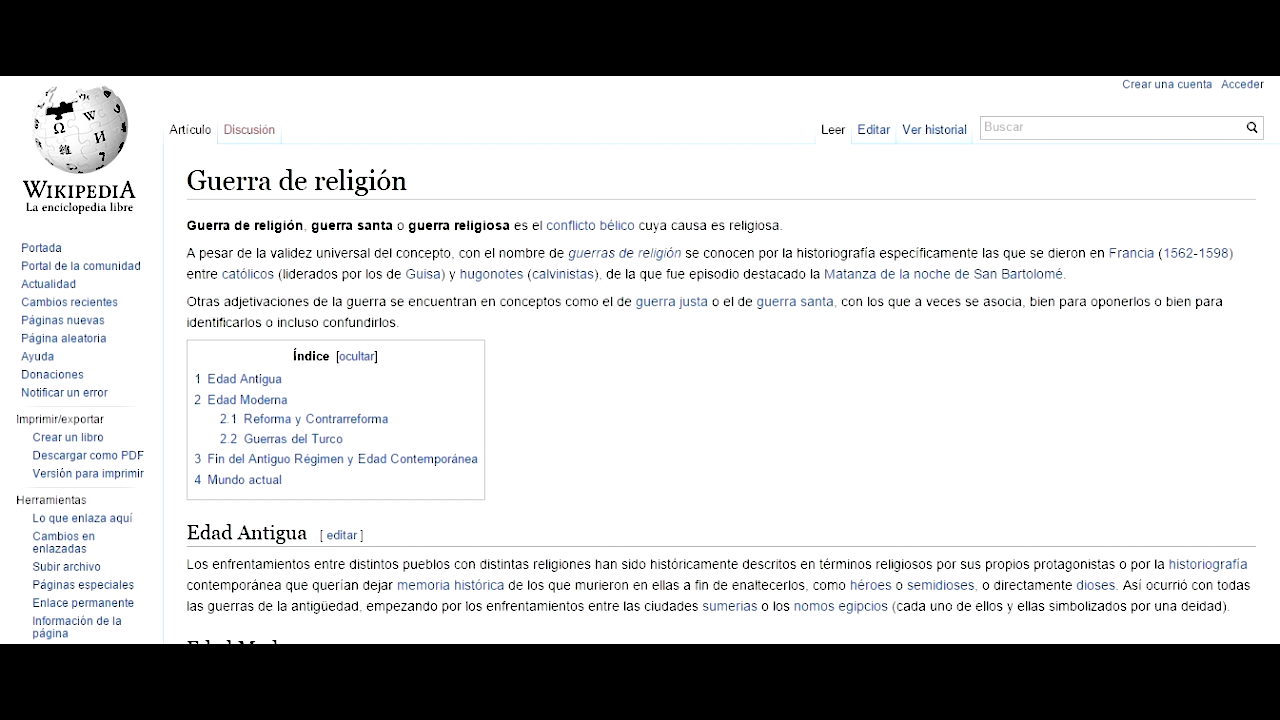 Crear una cuenta Acceder
WIKIPEDIA
La enciclopedia libre
Artículo Discusión Leer Editar Ver historial Buscar
Guerra de religión
Guerra de religión, guerra santa o guerra religiosa es el conflicto bélico cuya causa es religiosa.
A pesar de la validez universal del concepto, con el nombre de guerras de religión se conocen por la historiografía específicamente las que se dieron en Francia (1562-1598)
entre católicos (liderados por los de Guisa) y hugonotes (calvinistas), de la que fue episodio destacado la Matanza de la noche de San Bartolomé.
Otras adjetivaciones de la guerra se encuentran en conceptos como el de guerra justa o el de guerra santa, con los que a veces se asocia, bien para oponerlos o bien para
identificarlos o incluso confundirlos.
Índice [ocultar]
1 Edad Antigua
2 Edad Moderna
2.1 Reforma y Contrarreforma
2.2 Guerras del Turco
3 Fin del Antiguo Régimen y Edad Contemporánea
4 Mundo actual
Edad Antigua [ editar ]
Los enfrentamientos entre distintos pueblos con distintas religiones han sido históricamente descritos en términos religiosos por sus propios protagonistas o por la historiografía
contemporánea que querían dejar memoria histórica de los que murieron en ellas a fin de enaltecerlos, como héroes o semidioses, o directamente dioses. Así ocurrió con todas
las guerras de la antigüedad, empezando por los enfrentamientos entre las ciudades sumerias o los nomos egipcios (cada uno de ellos y ellas simbolizados por una deidad).
Portada
Portal de la comunidad
Actualidad
Cambios recientes
Páginas nuevas
Página aleatoria
Ayuda
Donaciones
Notificar un error
Imprimir/exportar
Crear un libro
Descargar como PDF
Versión para imprimir
Herramientas
Lo que enlaza aquí
Cambios en
enlazadas
Subir archivo
Páginas especiales
Enlace permanente
Información de la
página